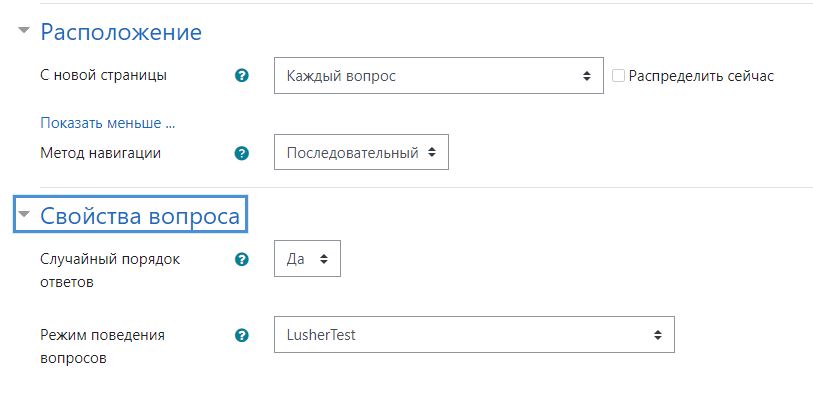 Расположение
С новой страницы
Каждый вопрос
Распределить сейчас
Показать меньше ...
Метод навигации
Последовательный
Свойства вопроса
Случайный порядок
ответов
Да
Режим поведения
вопросов
LusherTest